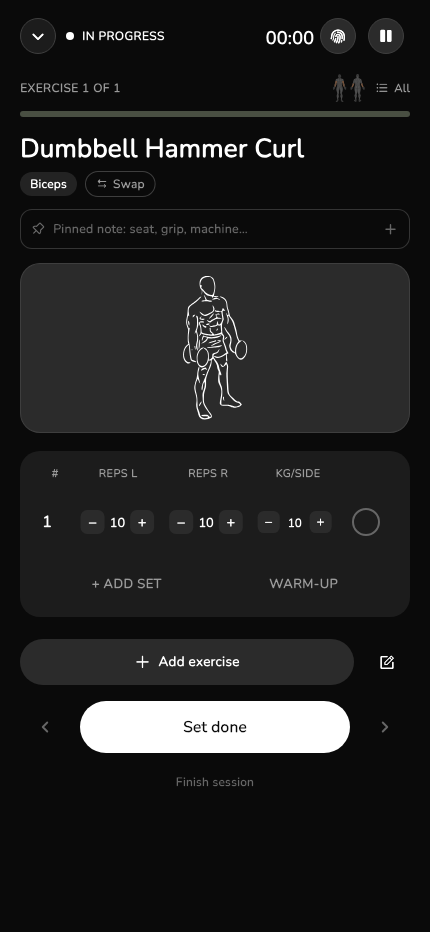 IN PROGRESS
00:00
EXERCISE 1 OF 1
All
Dumbbell Hammer Curl
Biceps
Swap
Pinned note: seat, grip, machine...
# REPS L REPS R KG/SIDE
1 − 10 + − 10 + − 10 +
+ ADD SET
WARM-UP
+ Add exercise
Set done
Finish session